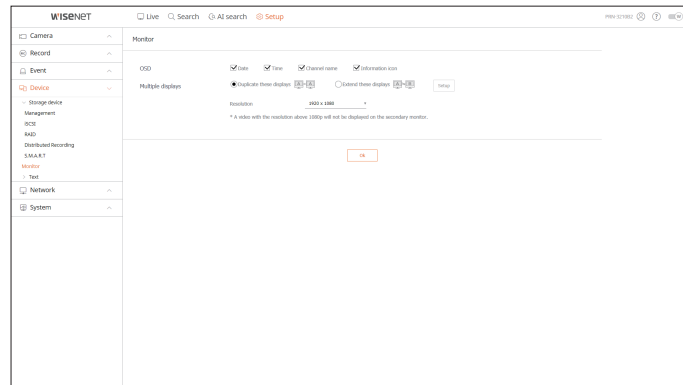 WISENET
Live Search AI search Setup
Camera
Monitor
Record
OSD Date Time Channel name Information icon
Event
Multiple displays Duplicate these displays A=A Extend these displays A=B Setup
Device
Resolution 1920 x 1080
Storage device
* A video with the resolution above 1080p will not be displayed on the secondary monitor.
Management
iSCSI
RAID
Distributed Recording
S.M.A.R.T
Ok
Monitor
Text
Network
System